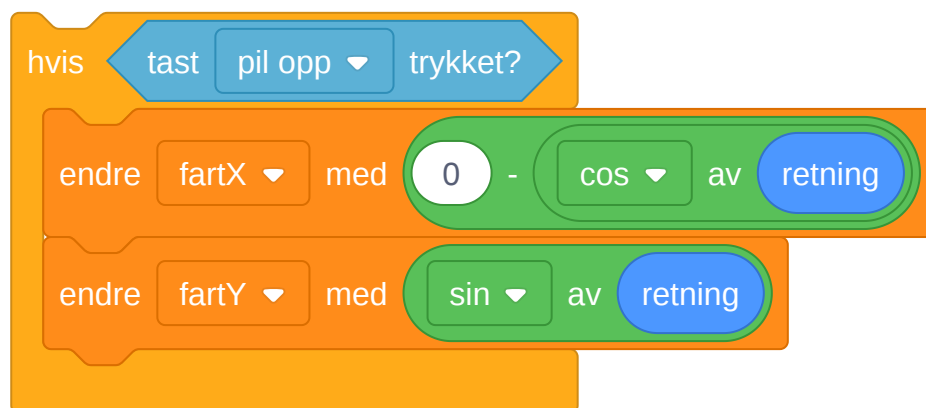 hvis tast pil opp trykket?
endre fartX med 0 - cos av retning
endre fartY med sin av retning